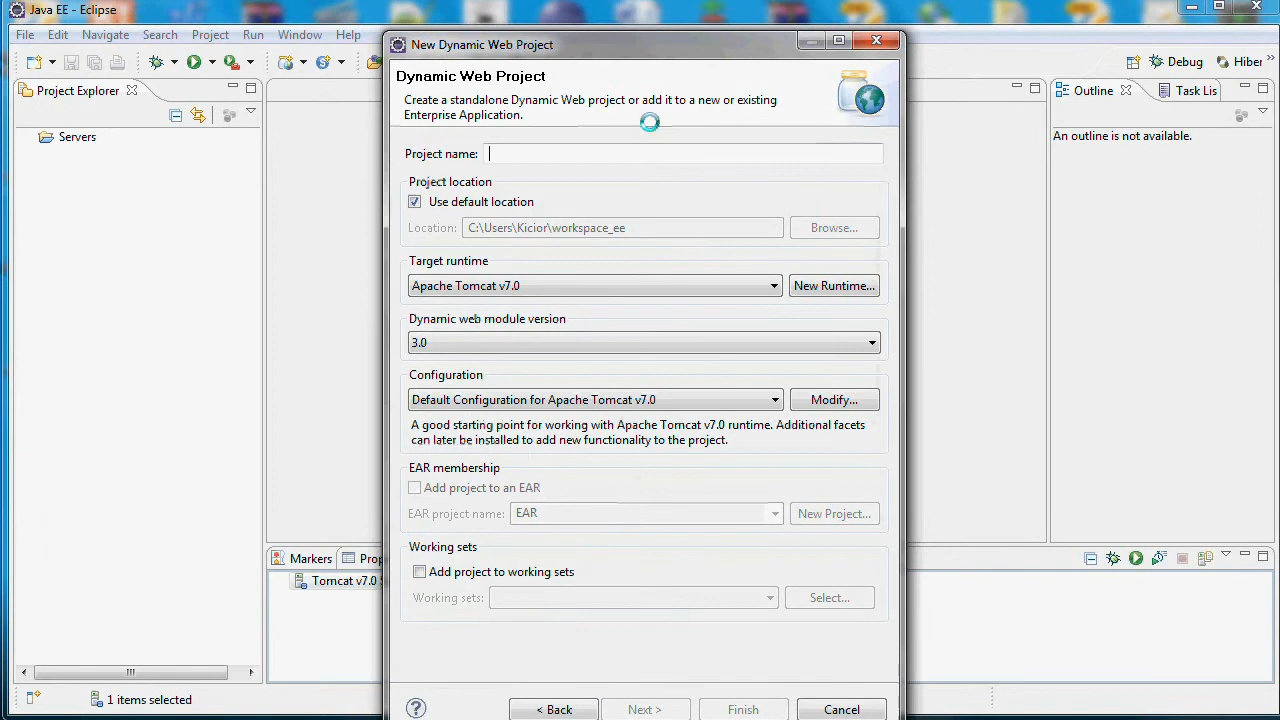 Java EE - Eclipse
File Edit Navigate Search Project Run Window Help
Debug
Hiber
Project Explorer
Servers
New Dynamic Web Project
Dynamic Web Project
Create a standalone Dynamic Web project or add it to a new or existing
Enterprise Application.
Project name:
Project location
Use default location
Location: C:\Users\Kicior\workspace_ee Browse...
Target runtime
Apache Tomcat v7.0 New Runtime...
Dynamic web module version
3.0
Configuration
Default Configuration for Apache Tomcat v7.0 Modify...
A good starting point for working with Apache Tomcat v7.0 runtime. Additional facets
can later be installed to add new functionality to the project.
EAR membership
Add project to an EAR
EAR project name: EAR New Project...
Working sets
Add project to working sets
Working sets: Select...
< Back Next > Finish Cancel
Outline Task Lis
An outline is not available.
Markers Prop
Tomcat v7.0 S
1 items selected